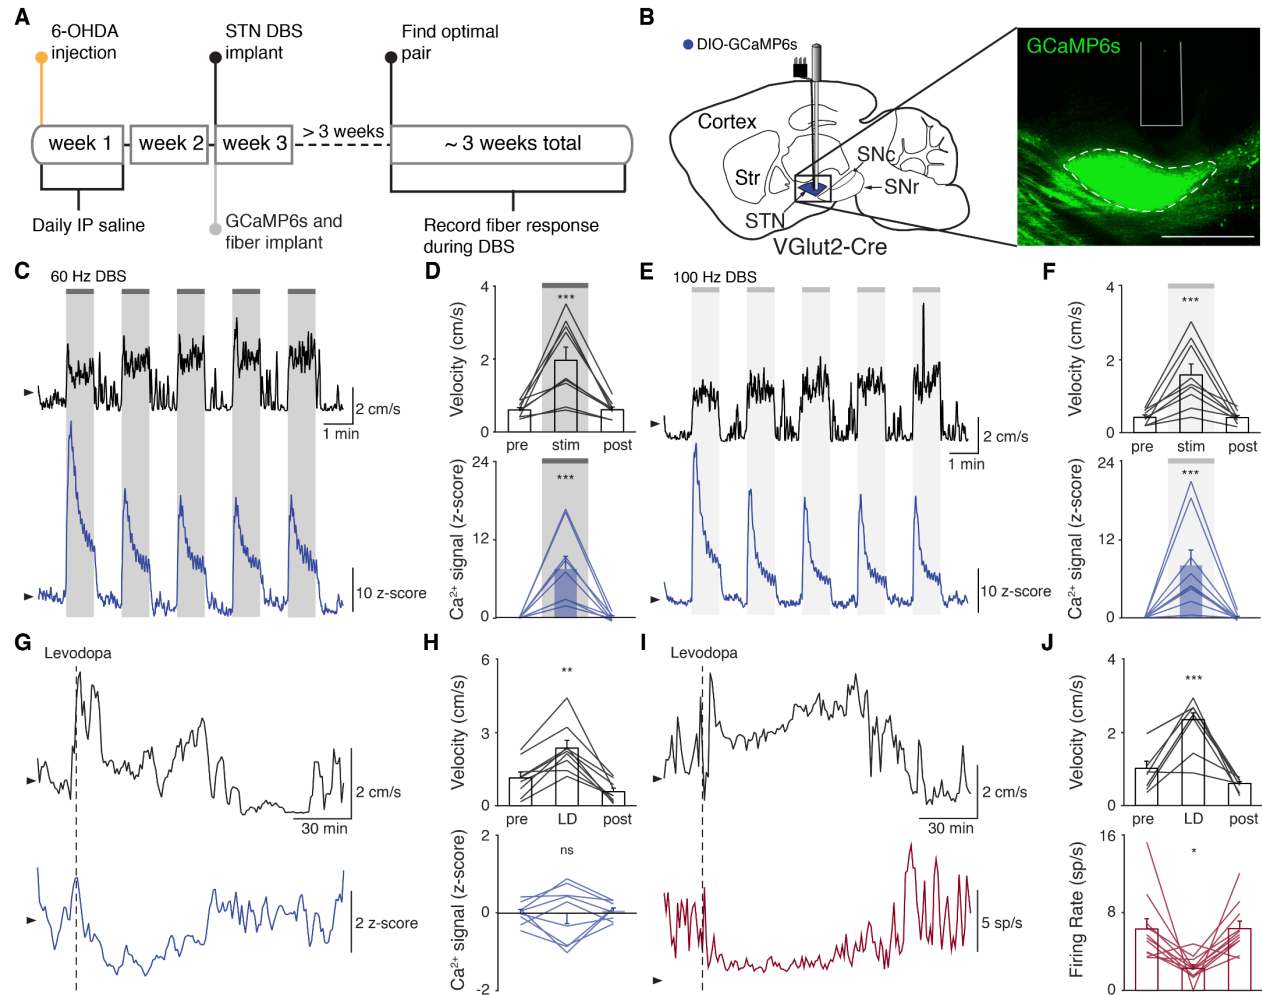 A
6-OHDA
injection
STN DBS
implant
Find optimal
pair
week 1
week 2
week 3
> 3 weeks
~ 3 weeks total
Daily IP saline
GCaMP6s and
fiber implant
Record fiber response
during DBS
B
DIO-GCaMP6s
Cortex
Str
SNc
SNr
STN
VGlut2-Cre
GCaMP6s
C
60 Hz DBS
2 cm/s
1 min
10 z-score
D
4
2
0
Velocity (cm/s)
***
pre
stim
post
24
12
0
Ca2+ signal (z-score)
***
E
100 Hz DBS
2 cm/s
1 min
10 z-score
F
4
2
0
Velocity (cm/s)
***
pre
stim
post
24
12
0
Ca2+ signal (z-score)
***
G
Levodopa
2 cm/s
30 min
2 z-score
H
6
3
0
Velocity (cm/s)
**
pre
LD
post
2
0
-2
Ca2+ signal (z-score)
ns
I
Levodopa
2 cm/s
30 min
5 sp/s
J
4
2
0
Velocity (cm/s)
***
pre
LD
post
16
8
0
Firing Rate (sp/s)
*